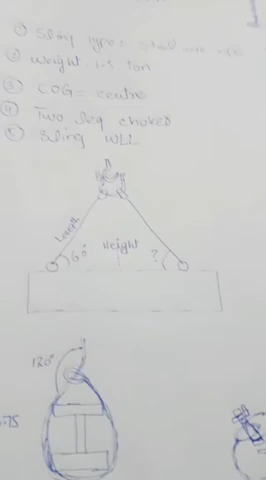 ① Sling type: steel wire rope
② Weight 1.5 Ton
③ COG = centre
④ Two leg choked
⑤ Sling WLL
Length
60°
Height
?
120°